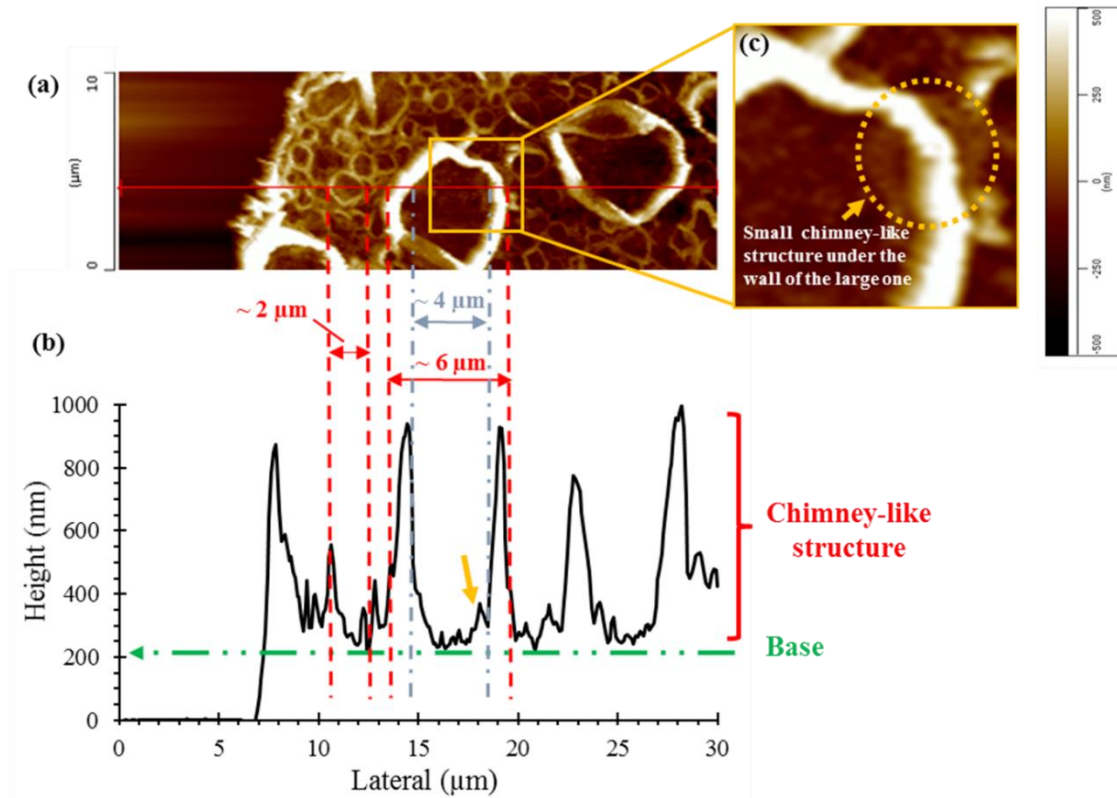 (a)
10
(µm)
0
(c)
Small chimney-like
structure under the
wall of the large one
500
250
0
(nm)
-250
-500
~ 2 µm
~ 4 µm
~ 6 µm
(b)
1000
800
600
400
200
0
Height (nm)
0 5 10 15 20 25 30
Lateral (µm)
Chimney-like
structure
Base